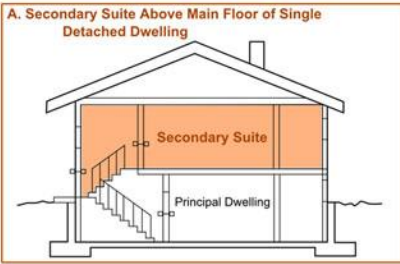 A. Secondary Suite Above Main Floor of Single
Detached Dwelling
Secondary Suite
Principal Dwelling